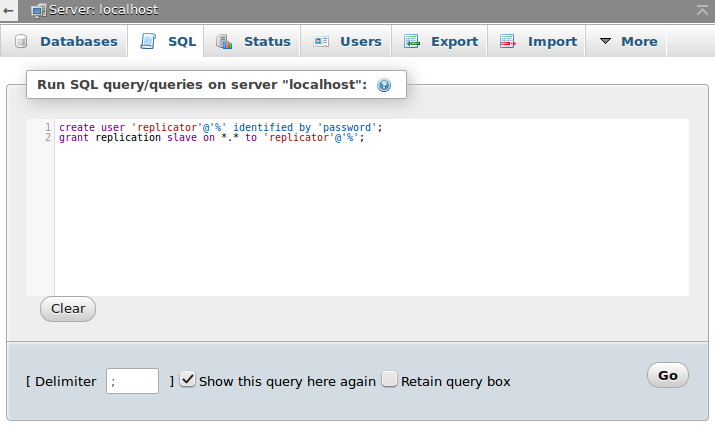 Server: localhost
Databases SQL Status Users Export Import More
Run SQL query/queries on server "localhost":
1 create user 'replicator'@'%' identified by 'password';
2 grant replication slave on *.* to 'replicator'@'%';
Clear
[ Delimiter ; ] Show this query here again Retain query box Go